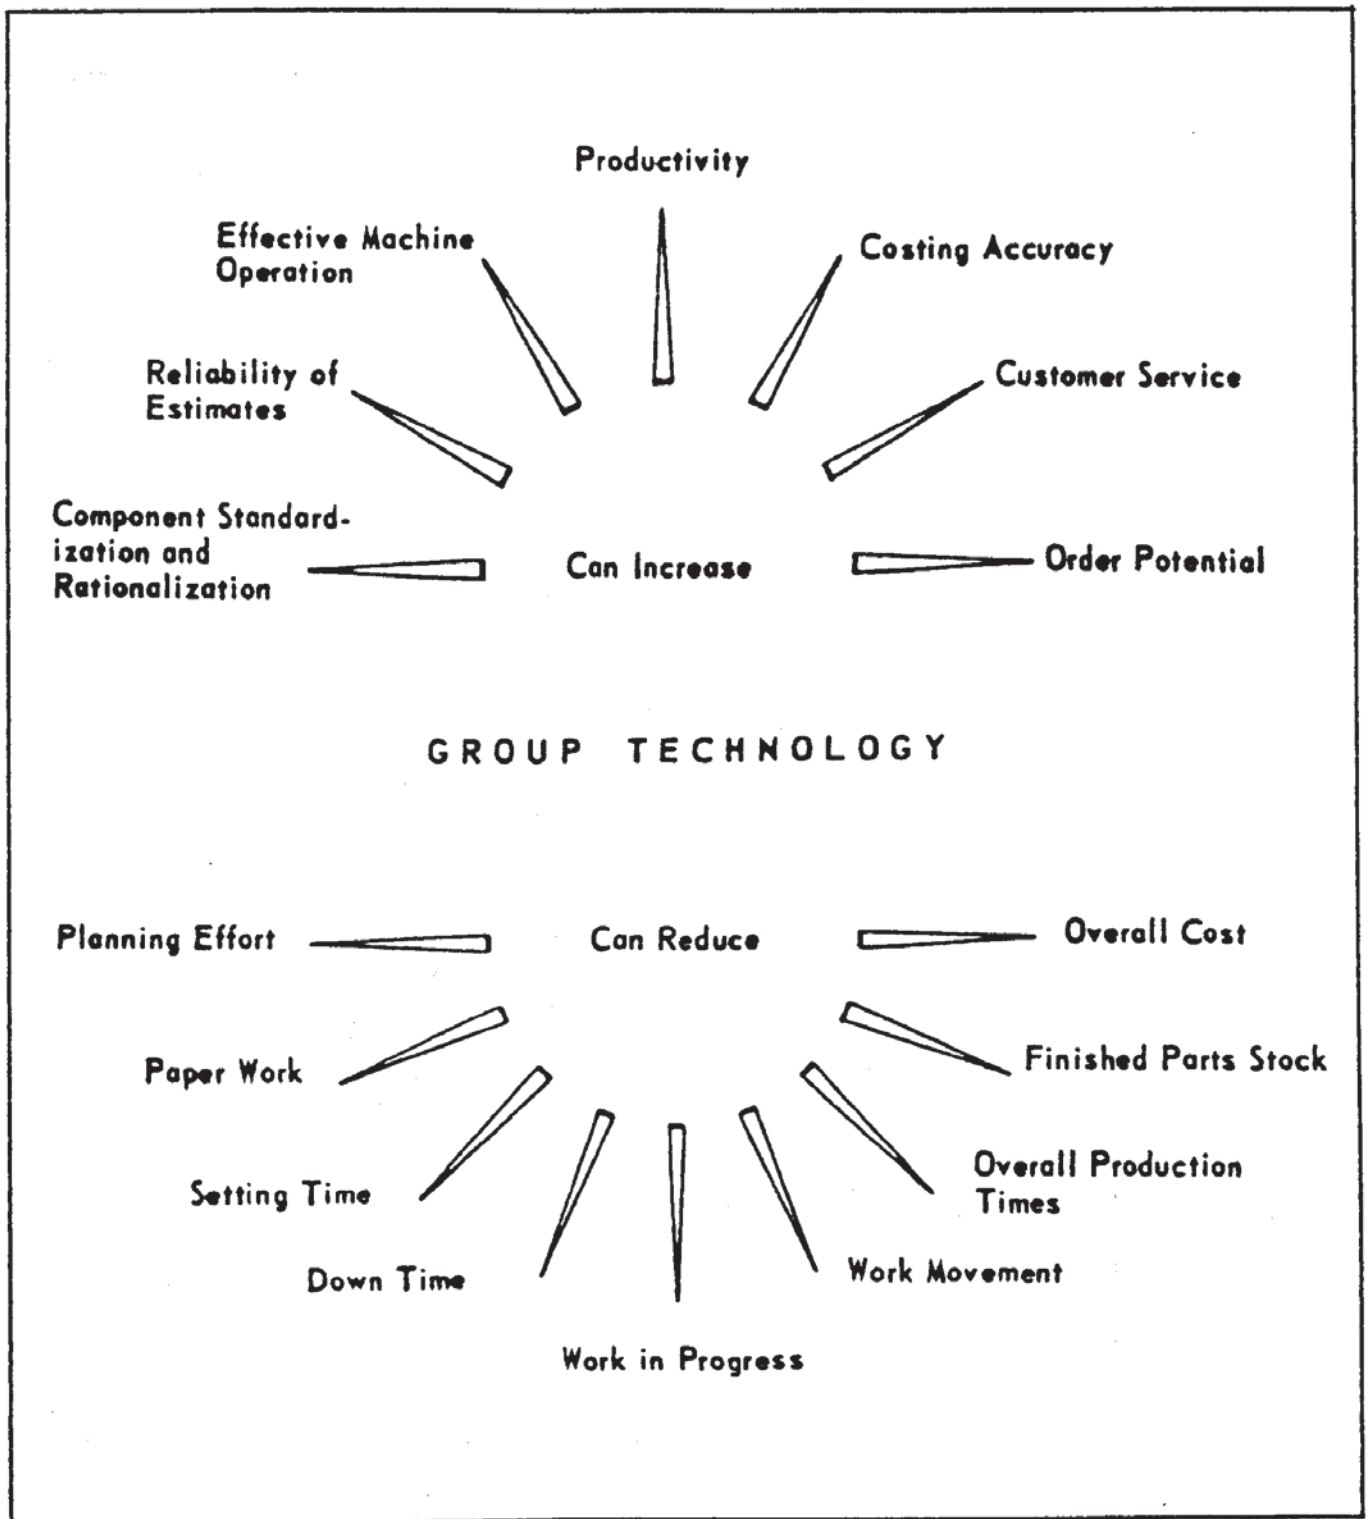 Productivity
Effective Machine
Operation
Costing Accuracy
Reliability of
Estimates
Customer Service
Component Standard-
ization and
Rationalization
Can Increase
Order Potential
GROUP TECHNOLOGY
Planning Effort
Can Reduce
Overall Cost
Paper Work
Finished Parts Stock
Setting Time
Overall Production
Times
Down Time
Work Movement
Work in Progress